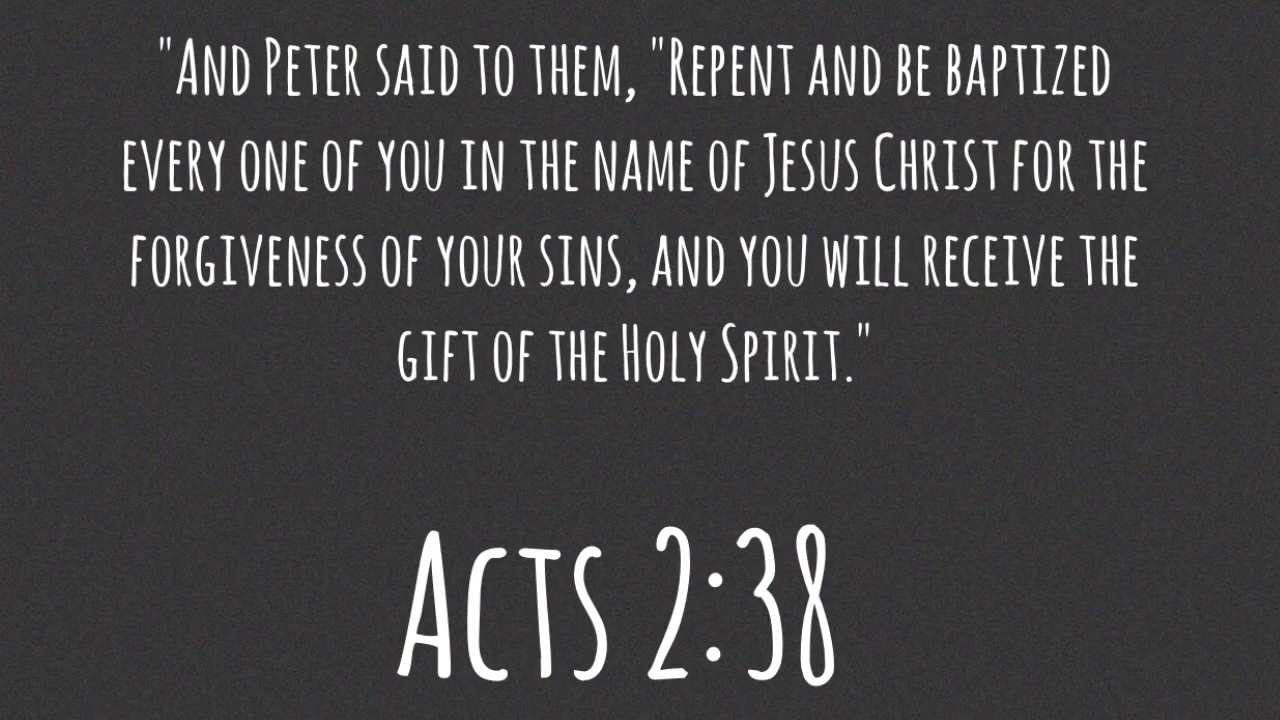 "And Peter said to them, "Repent and be baptized
every one of you in the name of Jesus Christ for the
forgiveness of your sins, and you will receive the
gift of the Holy Spirit."
Acts 2:38